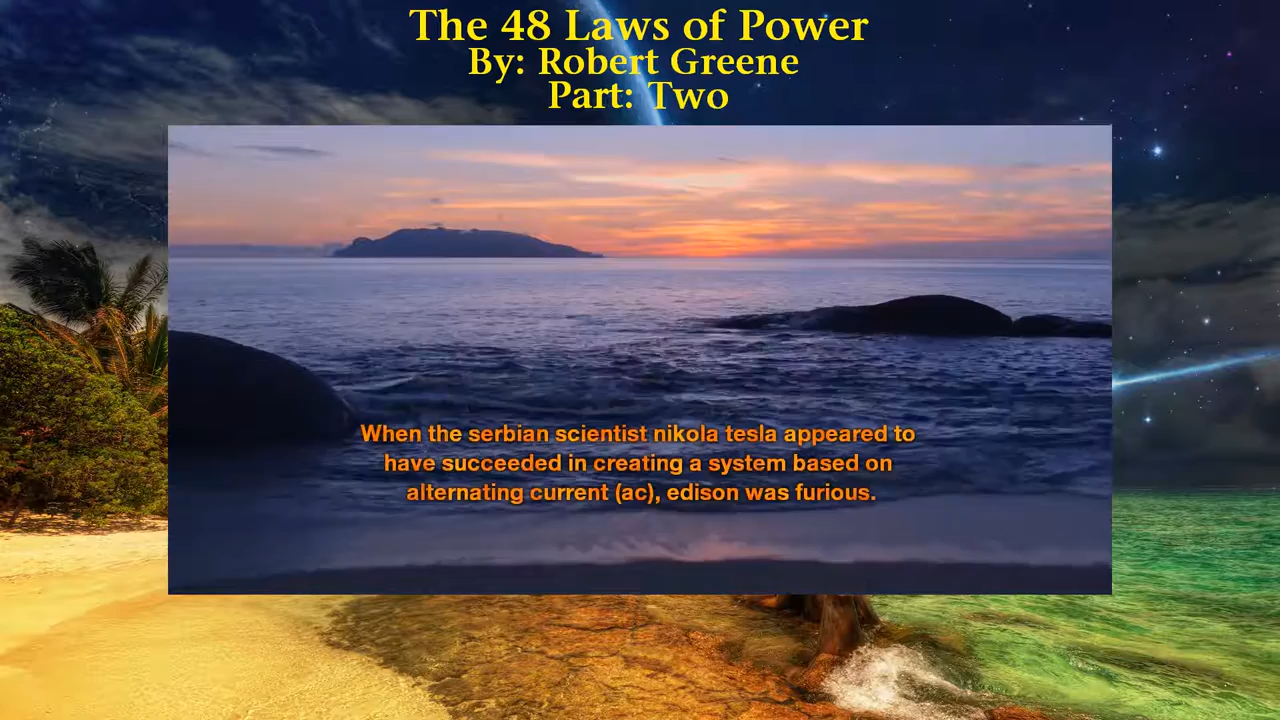 The 48 Laws of Power
By: Robert Greene
Part: Two
When the serbian scientist nikola tesla appeared to
have succeeded in creating a system based on
alternating current (ac), edison was furious.